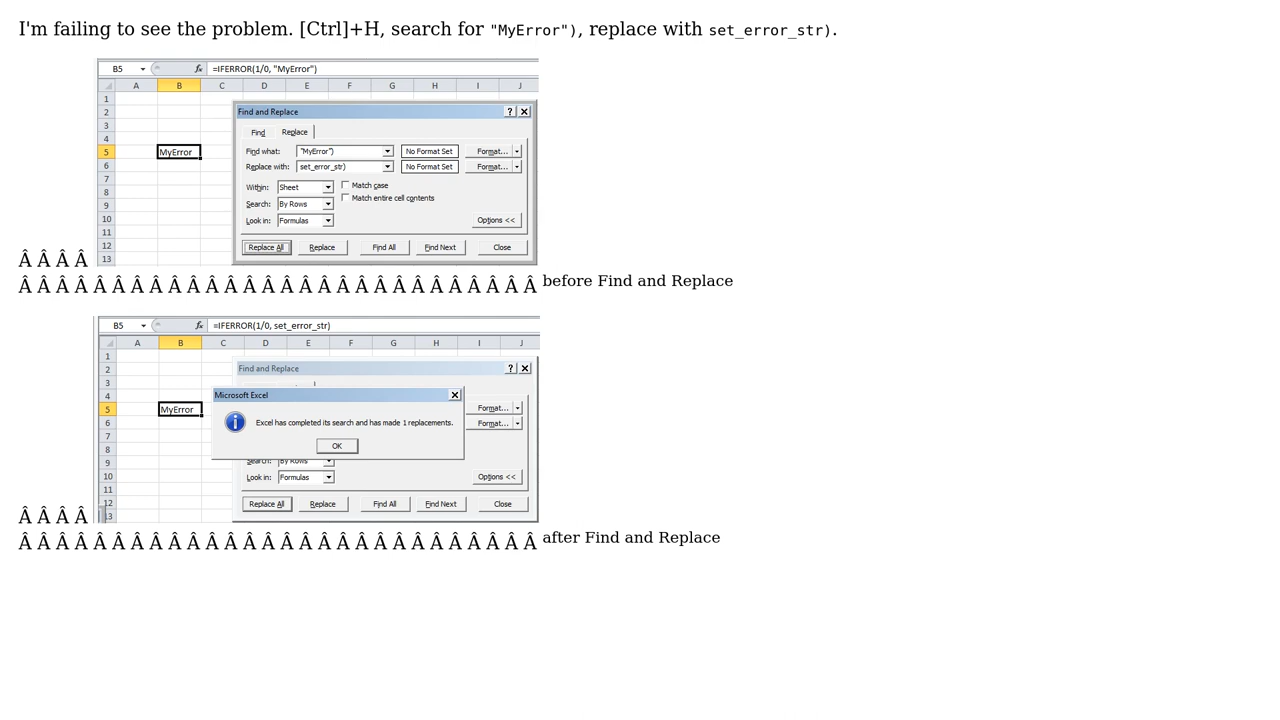 I'm failing to see the problem. [Ctrl]+H, search for "MyError"), replace with set_error_str).
B5 fx =IFERROR(1/0, "MyError")
A B C D E F G H I J
1
2 Find and Replace ?
3
4 Find Replace
5 MyError Find what: "MyError") No Format Set Format...
6 Replace with: set_error_str) No Format Set Format...
7
8 Within: Sheet Match case
Match entire cell contents
9 Search: By Rows
10 Look in: Formulas Options <<
11
12 Replace All Replace Find All Find Next Close
13
Â Â Â Â
Â Â Â Â Â Â Â Â Â Â Â Â Â Â Â Â Â Â Â Â Â Â Â Â Â Â Â Â before Find and Replace
B5 fx =IFERROR(1/0, set_error_str)
A B C D E F G H I J
1
2 Find and Replace ?
3
4 Microsoft Excel
5 MyError Format...
6 Excel has completed its search and has made 1 replacements. Format...
7
8 OK
9 Search: By Rows
10 Look in: Formulas Options <<
11
12 Replace All Replace Find All Find Next Close
13
Â Â Â Â
Â Â Â Â Â Â Â Â Â Â Â Â Â Â Â Â Â Â Â Â Â Â Â Â Â Â Â Â after Find and Replace